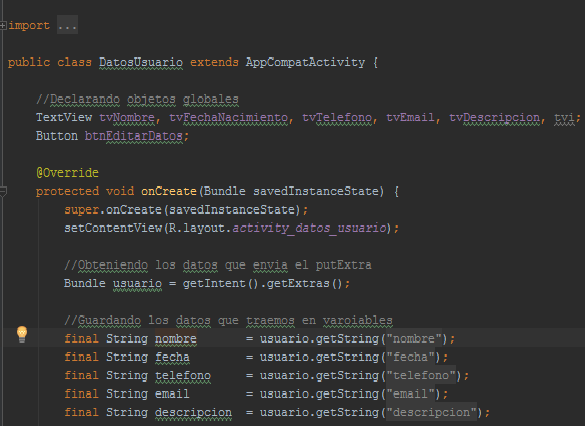 import ...
public class DatosUsuario extends AppCompatActivity {
//Declarando objetos globales
TextView tvNombre, tvFechaNacimiento, tvTelefono, tvEmail, tvDescripcion, tvi;
Button btnEditarDatos;
@Override
protected void onCreate(Bundle savedInstanceState) {
super.onCreate(savedInstanceState);
setContentView(R.layout.activity_datos_usuario);
//Obteniendo los datos que envia el putExtra
Bundle usuario = getIntent().getExtras();
//Guardando los datos que traemos en varoiables
final String nombre = usuario.getString("nombre");
final String fecha = usuario.getString("fecha");
final String telefono = usuario.getString("telefono");
final String email = usuario.getString("email");
final String descripcion = usuario.getString("descripcion");